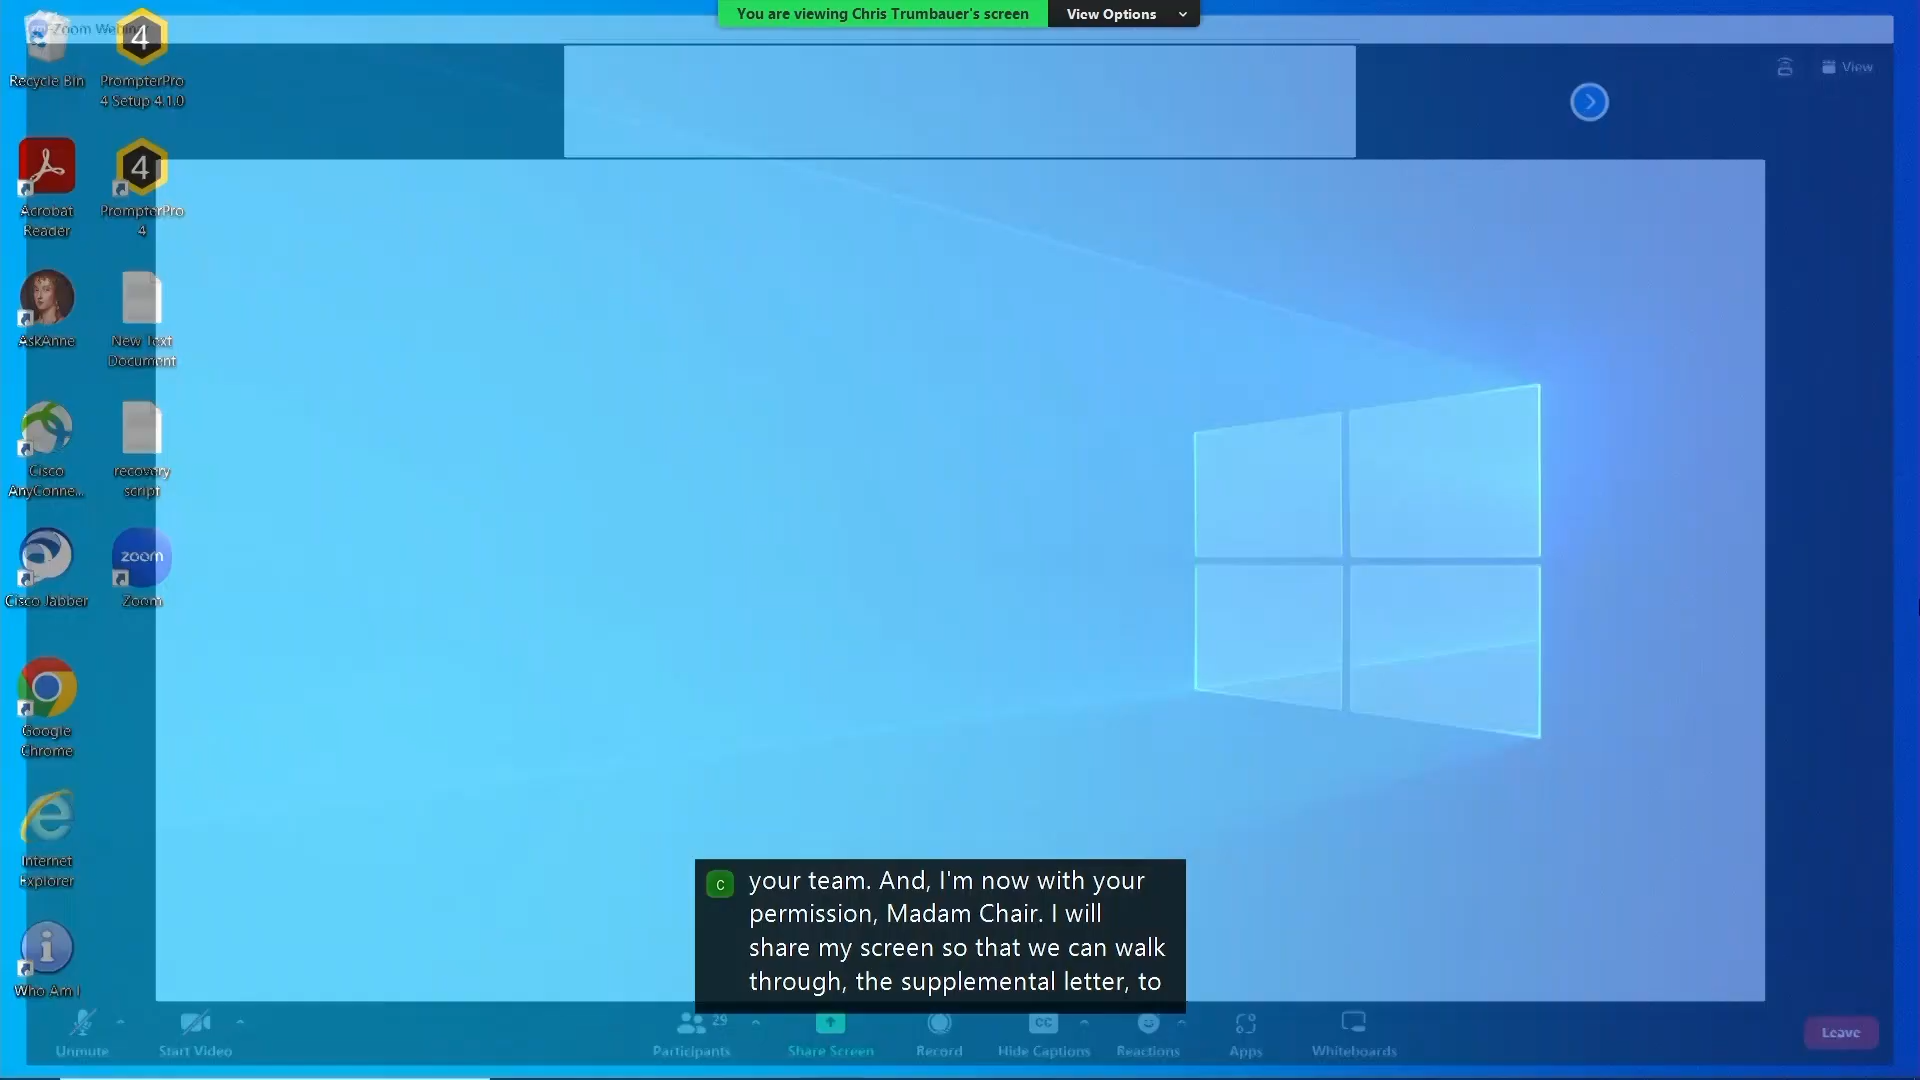 You are viewing Chris Trumbauer's screen
View Options
Zoom Webin
View
Recycle Bin
PrompterPro
4 Setup 4.1.0
Acrobat
Reader
PrompterPro
4
AskAnne
New Text
Document
Cisco
AnyConne...
recovery
script
Cisco Jabber
zoom
Zoom
Google
Chrome
Internet
Explorer
Who Am I
C
your team. And, I'm now with your
permission, Madam Chair. I will
share my screen so that we can walk
through, the supplemental letter, to
Unmute
Start Video
29
Participants
Share Screen
Record
CC
Hide Captions
Reactions
Apps
Whiteboards
Leave